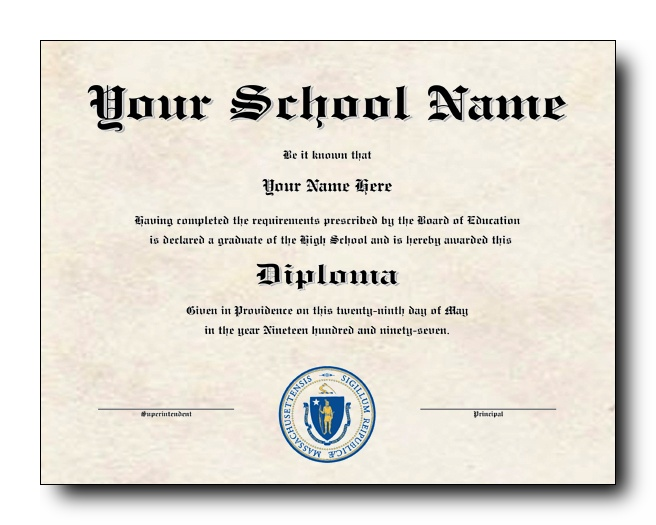 Your School Name
Be it known that
Your Name Here
Having completed the requirements prescribed by the Board of Education
is declared a graduate of the High School and is hereby awarded this
Diploma
Given in Providence on this twenty-ninth day of May
in the year Nineteen hundred and ninety-seven.
SIGILLUM REIPUBLICÆ MASSACHUSETTENSIS
Superintendent
Principal